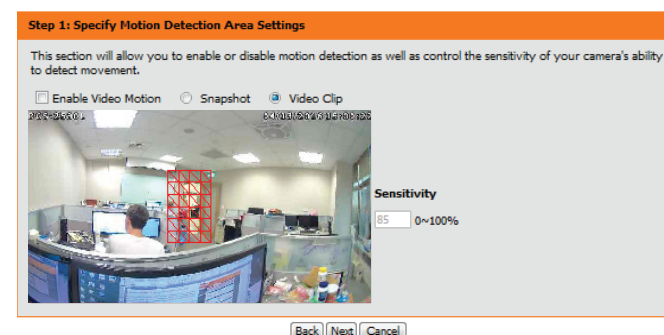 Step 1: Specify Motion Detection Area Settings
This section will allow you to enable or disable motion detection as well as control the sensitivity of your camera's ability
to detect movement.
Enable Video Motion Snapshot Video Clip
Sensitivity
85 0~100%
Back Next Cancel